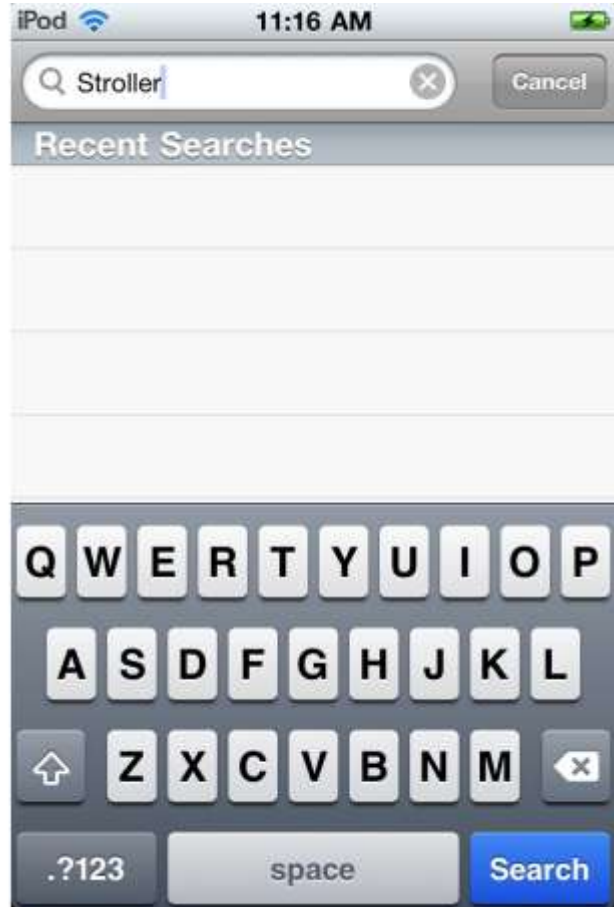 iPod 11:16 AM
Stroller Cancel
Recent Searches
Q W E R T Y U I O P
A S D F G H J K L
Z X C V B N M
.?123 space Search